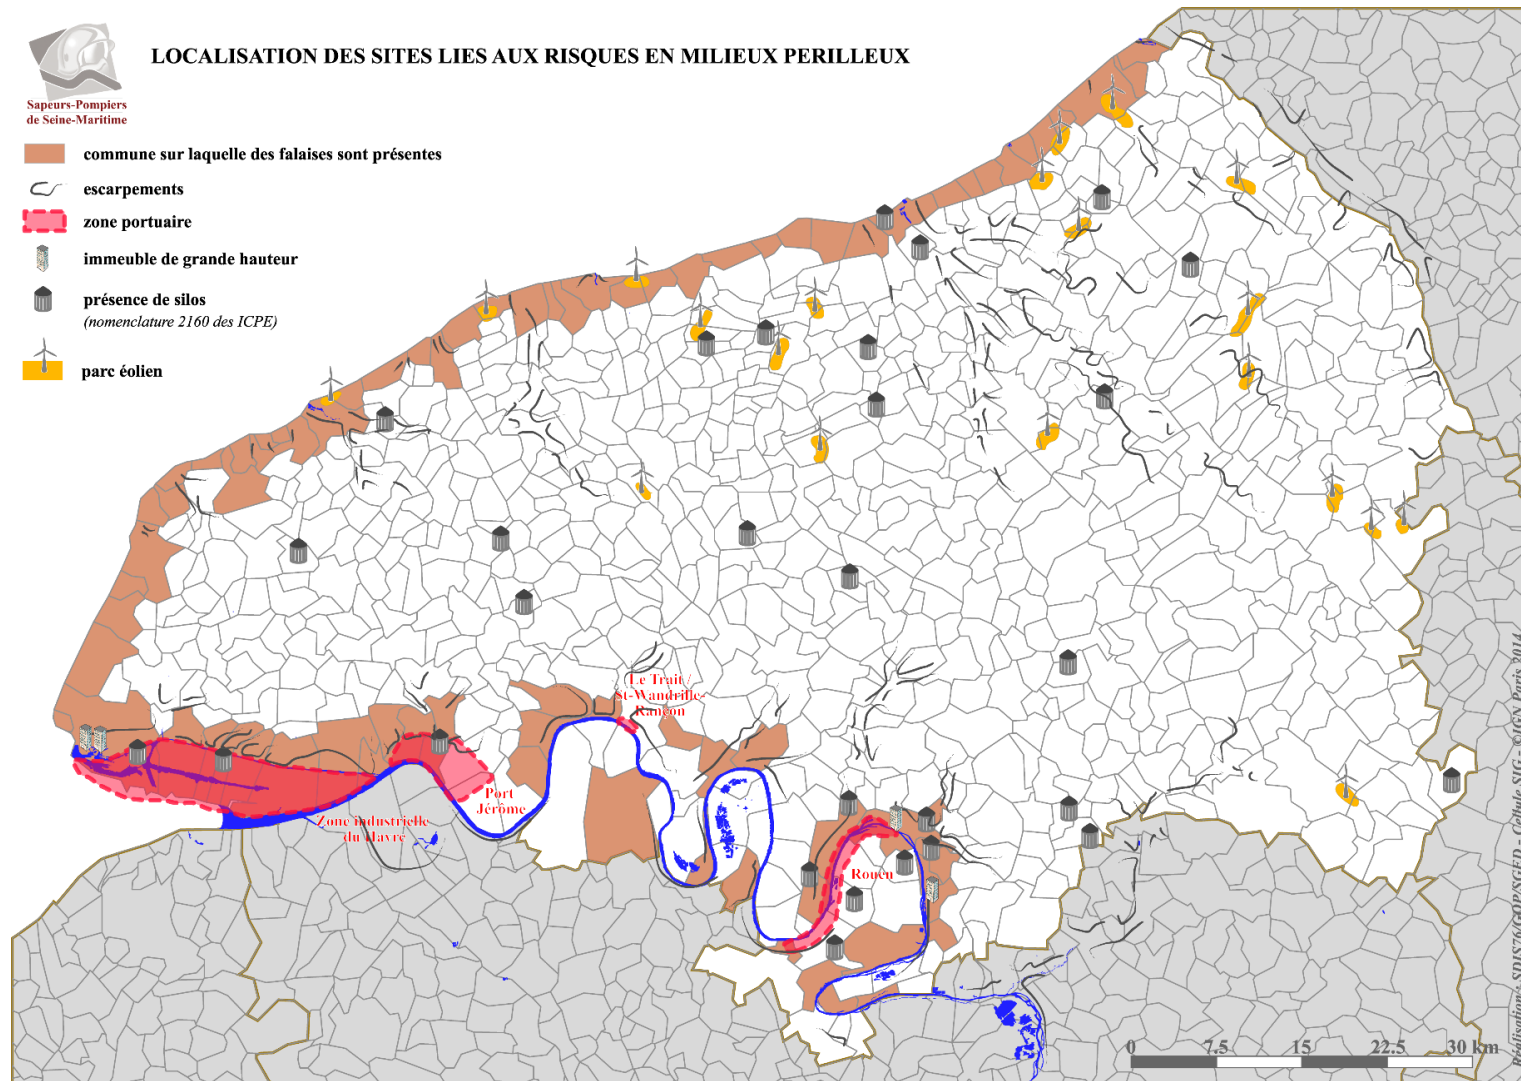 LOCALISATION DES SITES LIES AUX RISQUES EN MILIEUX PERILLEUX
Sapeurs-Pompiers
de Seine-Maritime
commune sur laquelle des falaises sont présentes
escarpements
zone portuaire
immeuble de grande hauteur
présence de silos
(nomenclature 2160 des ICPE)
parc éolien
Le Trait /
St-Wandrille-
Rançon
Port
Jérôme
Zone industrielle
du Havre
Rouen
0 7.5 15 22.5 30 km
Réalisation : SDIS76/GOP/SGED - Cellule SIG - ©IGN Paris 2014